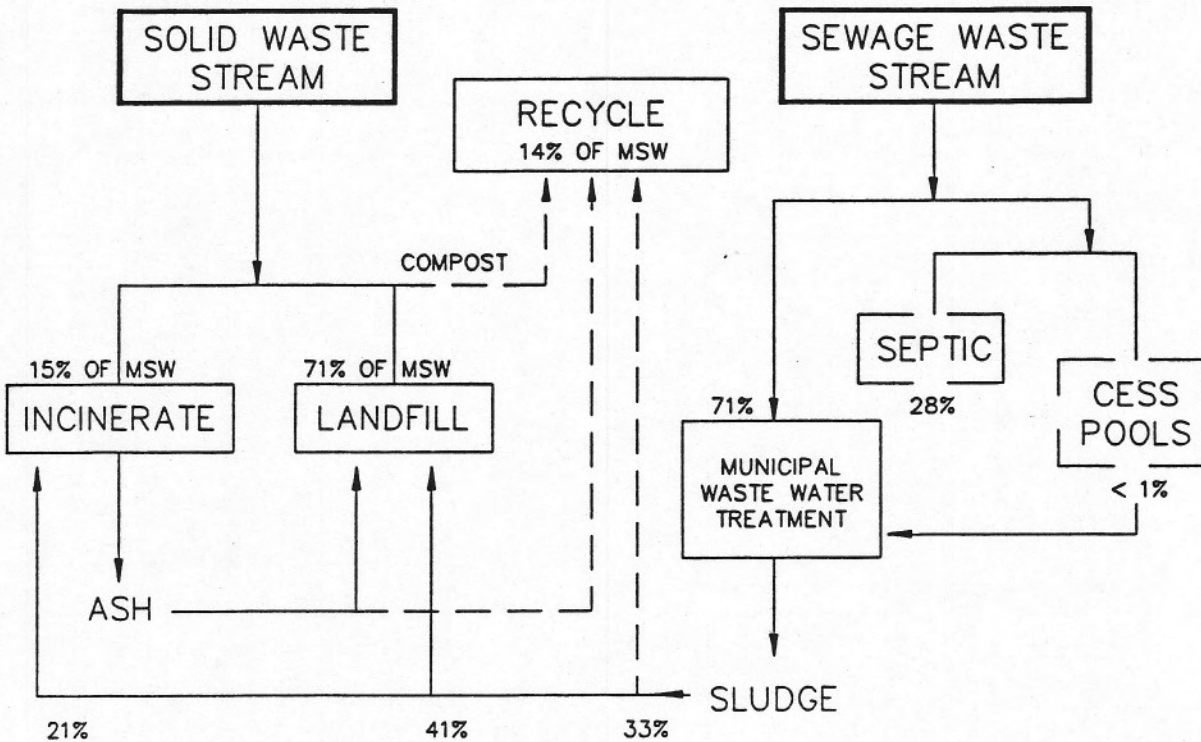 SOLID WASTE
STREAM
SEWAGE WASTE
STREAM
RECYCLE
14% OF MSW
COMPOST
15% OF MSW
INCINERATE
71% OF MSW
LANDFILL
SEPTIC
28%
CESS
POOLS
< 1%
71%
MUNICIPAL
WASTE WATER
TREATMENT
ASH
SLUDGE
21%
41%
33%